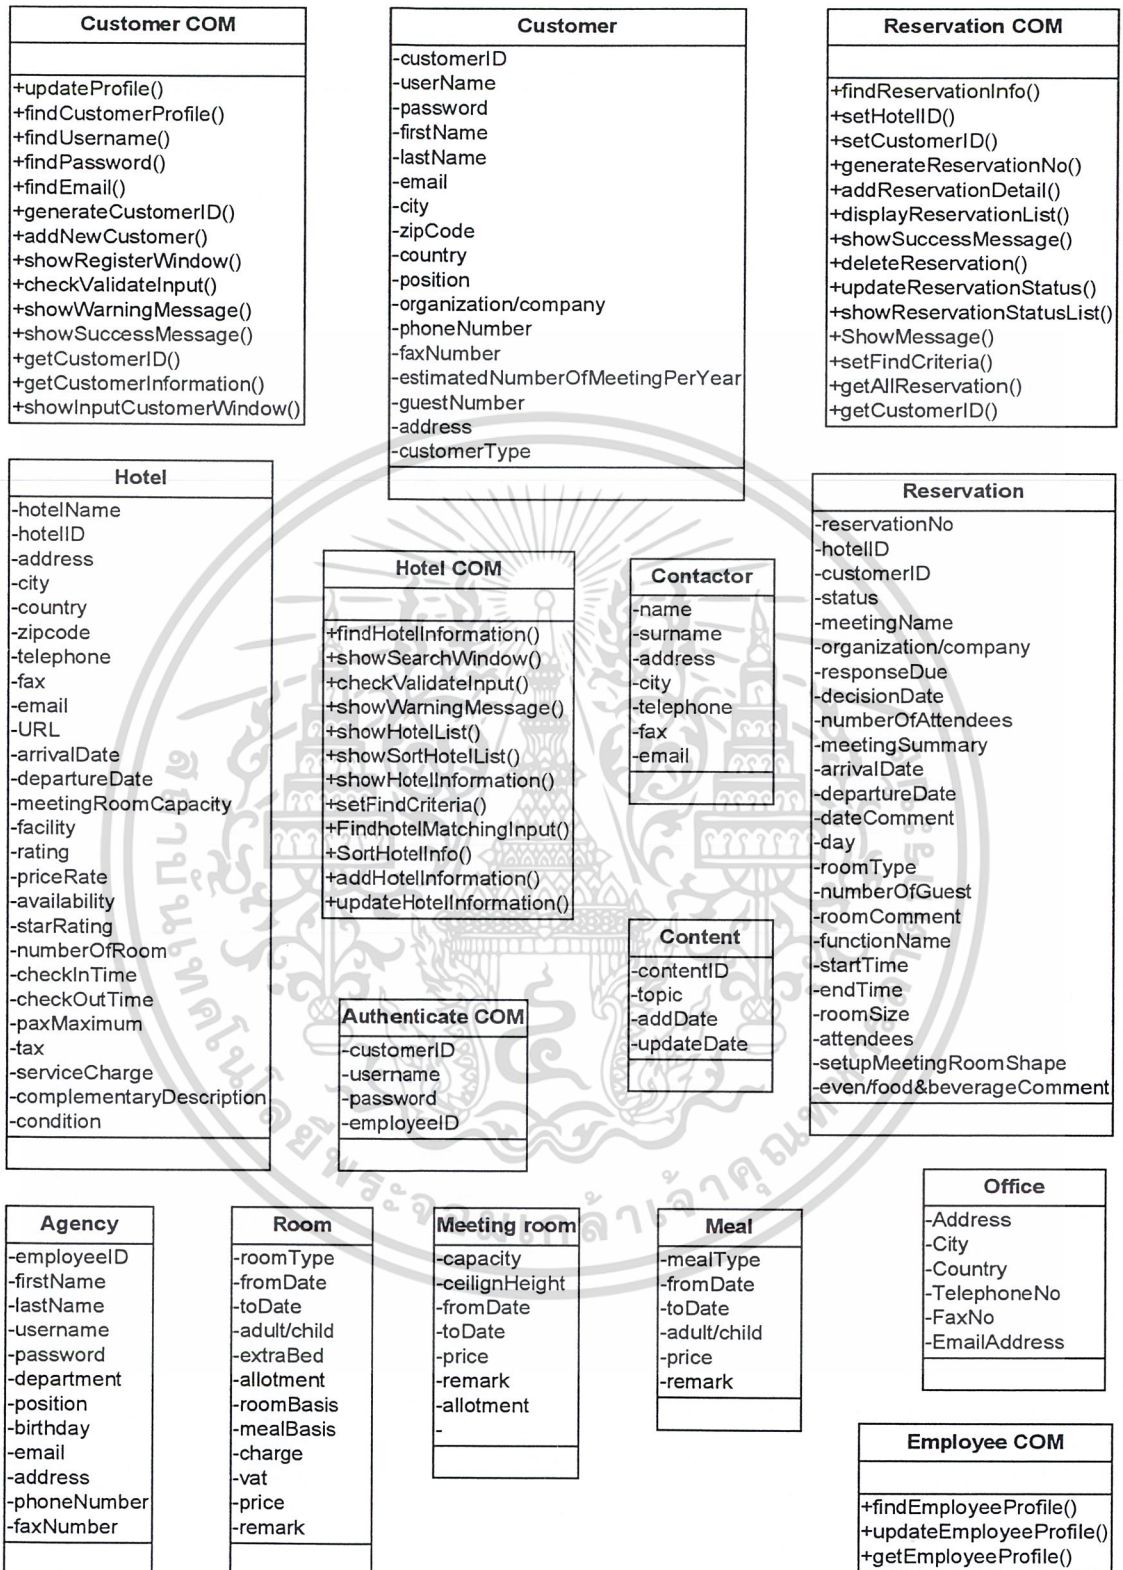 Customer COM
+updateProfile()
+findCustomerProfile()
+findUsername()
+findPassword()
+findEmail()
+generateCustomerID()
+addNewCustomer()
+showRegisterWindow()
+checkValidateInput()
+showWarningMessage()
+showSuccessMessage()
+getCustomerID()
+getCustomerInformation()
+showInputCustomerWindow()
Customer
-customerID
-userName
-password
-firstName
-lastName
-email
-city
-zipCode
-country
-position
-organization/company
-phoneNumber
-faxNumber
-estimatedNumberOfMeetingPerYear
-guestNumber
-address
-customerType
Reservation COM
+findReservationInfo()
+setHotelID()
+setCustomerID()
+generateReservationNo()
+addReservationDetail()
+displayReservationList()
+showSuccessMessage()
+deleteReservation()
+updateReservationStatus()
+showReservationStatusList()
+ShowMessage()
+setFindCriteria()
+getAllReservation()
+getCustomerID()
Hotel
-hotelName
-hotelID
-address
-city
-country
-zipcode
-telephone
-fax
-email
-URL
-arrivalDate
-departureDate
-meetingRoomCapacity
-facility
-rating
-priceRate
-availability
-starRating
-numberOfRoom
-checkInTime
-checkOutTime
-paxMaximum
-tax
-serviceCharge
-complementaryDescription
-condition
Hotel COM
+findHotelInformation()
+showSearchWindow()
+checkValidateInput()
+showWarningMessage()
+showHotelList()
+showSortHotelList()
+showHotelInformation()
+setFindCriteria()
+FindhotelMatchingInput()
+SortHotelInfo()
+addHotelInformation()
+updateHotelInformation()
Contactor
-name
-surname
-address
-city
-telephone
-fax
-email
Reservation
-reservationNo
-hotelID
-customerID
-status
-meetingName
-organization/company
-responseDue
-decisionDate
-numberOfAttendees
-meetingSummary
-arrivalDate
-departureDate
-dateComment
-day
-roomType
-numberOfGuest
-roomComment
-functionName
-startTime
-endTime
-roomSize
-attendees
-setupMeetingRoomShape
-even/food&beverageComment
Authenticate COM
-customerID
-username
-password
-employeeID
Content
-contentID
-topic
-addDate
-updateDate
Agency
-employeeID
-firstName
-lastName
-username
-password
-department
-position
-birthday
-email
-address
-phoneNumber
-faxNumber
Room
-roomType
-fromDate
-toDate
-adult/child
-extraBed
-allotment
-roomBasis
-mealBasis
-charge
-vat
-price
-remark
Meeting room
-capacity
-ceilignHeight
-fromDate
-toDate
-price
-remark
-allotment
-
Meal
-mealType
-fromDate
-toDate
-adult/child
-price
-remark
Office
-Address
-City
-Country
-TelephoneNo
-FaxNo
-EmailAddress
Employee COM
+findEmployeeProfile()
+updateEmployeeProfile()
+getEmployeeProfile()